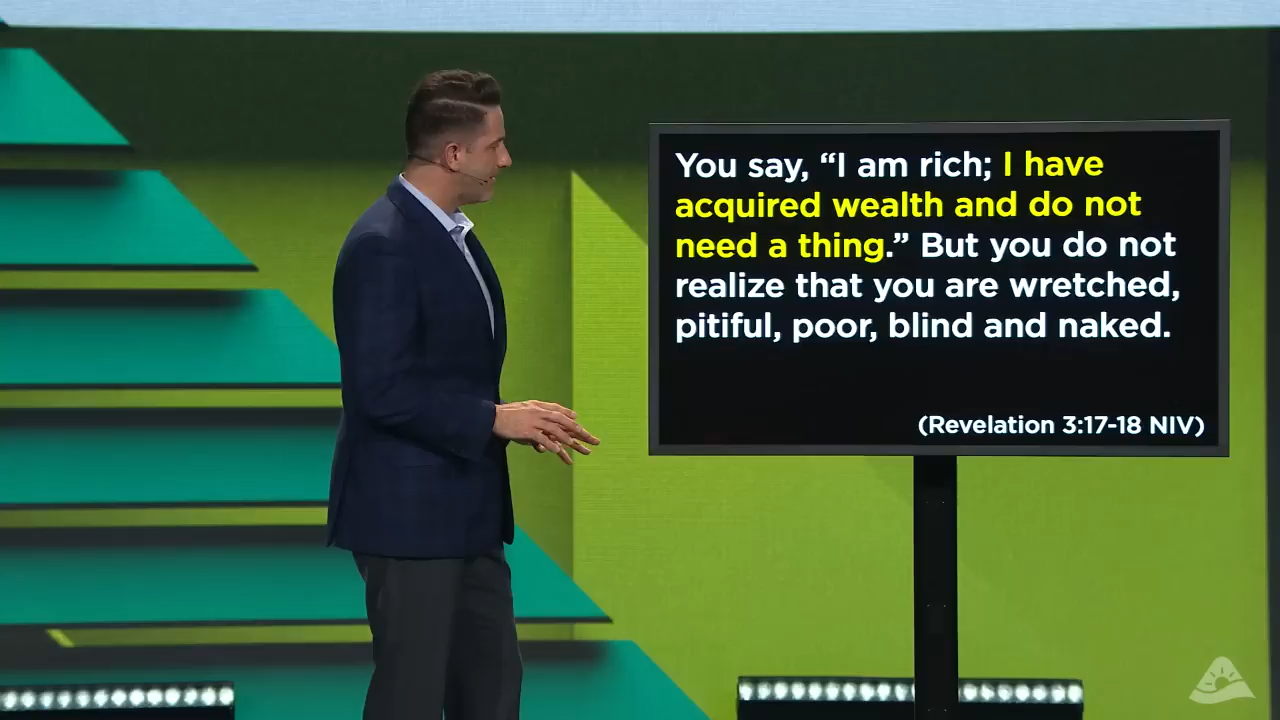 You say, “I am rich; I have
acquired wealth and do not
need a thing.” But you do not
realize that you are wretched,
pitiful, poor, blind and naked.
(Revelation 3:17-18 NIV)